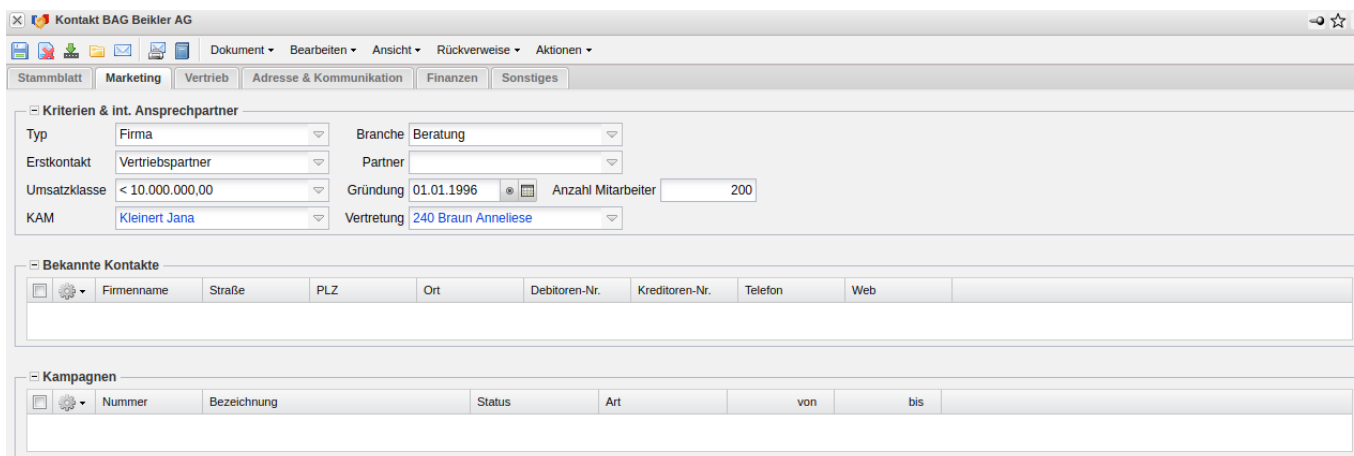 Kontakt BAG Beikler AG
Dokument Bearbeiten Ansicht Rückverweise Aktionen
Stammblatt Marketing Vertrieb Adresse & Kommunikation Finanzen Sonstiges
Kriterien & int. Ansprechpartner
Typ Firma Branche Beratung
Erstkontakt Vertriebspartner Partner
Umsatzklasse < 10.000.000,00 Gründung 01.01.1996 Anzahl Mitarbeiter 200
KAM Kleinert Jana Vertretung 240 Braun Anneliese
Bekannte Kontakte
Firmenname Straße PLZ Ort Debitoren-Nr. Kreditoren-Nr. Telefon Web
Kampagnen
Nummer Bezeichnung Status Art von bis